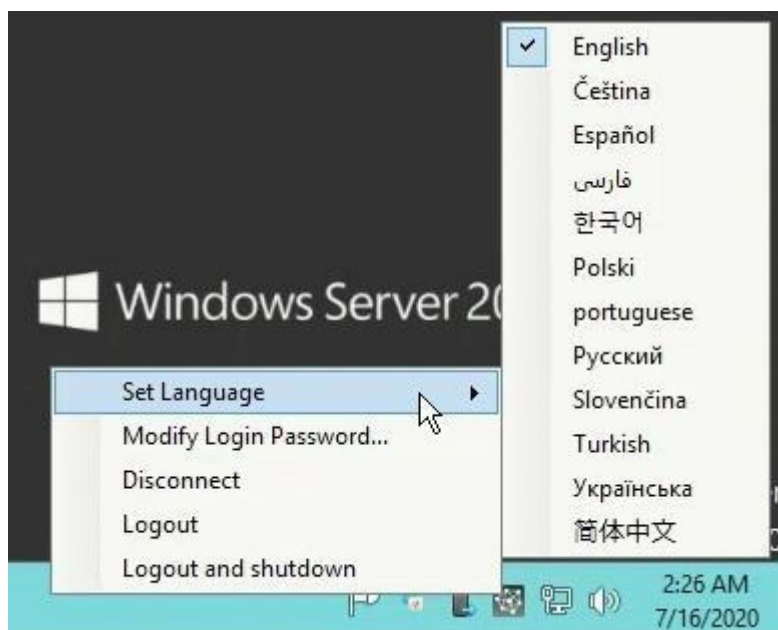 English
Čeština
Español
فارسی
한국어
Polski
portuguese
Русский
Slovenčina
Turkish
Українська
简体中文
Windows Server 20
Set Language
Modify Login Password...
Disconnect
Logout
Logout and shutdown
2:26 AM
7/16/2020